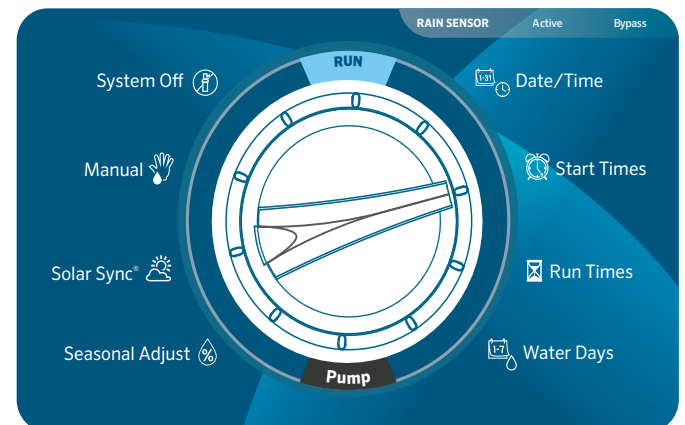 RAIN SENSOR Active Bypass
RUN
System Off
Date/Time
1-31
Manual
Start Times
Solar Sync®
Run Times
Seasonal Adjust
%
Water Days
1-7
Pump